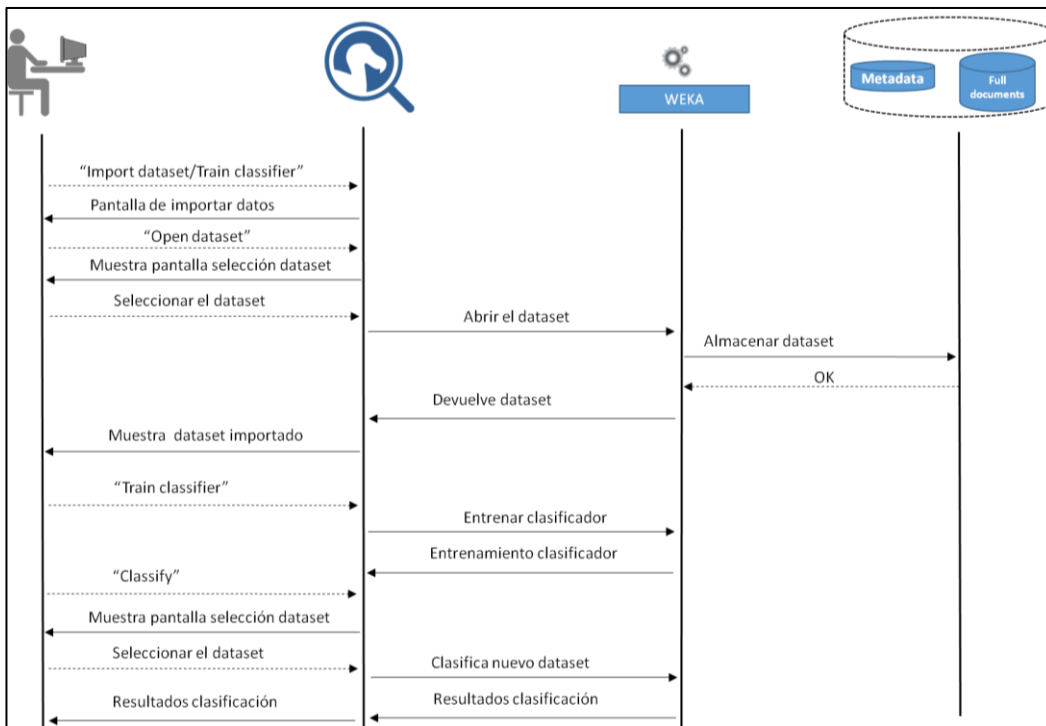 WEKA
Metadata
Full
documents
“Import dataset/Train classifier”
Pantalla de importar datos
“Open dataset”
Muestra pantalla selección dataset
Seleccionar el dataset
Abrir el dataset
Almacenar dataset
OK
Devuelve dataset
Muestra dataset importado
“Train classifier”
Entrenar clasificador
Entrenamiento clasificador
“Classify”
Muestra pantalla selección dataset
Seleccionar el dataset
Clasifica nuevo dataset
Resultados clasificación
Resultados clasificación